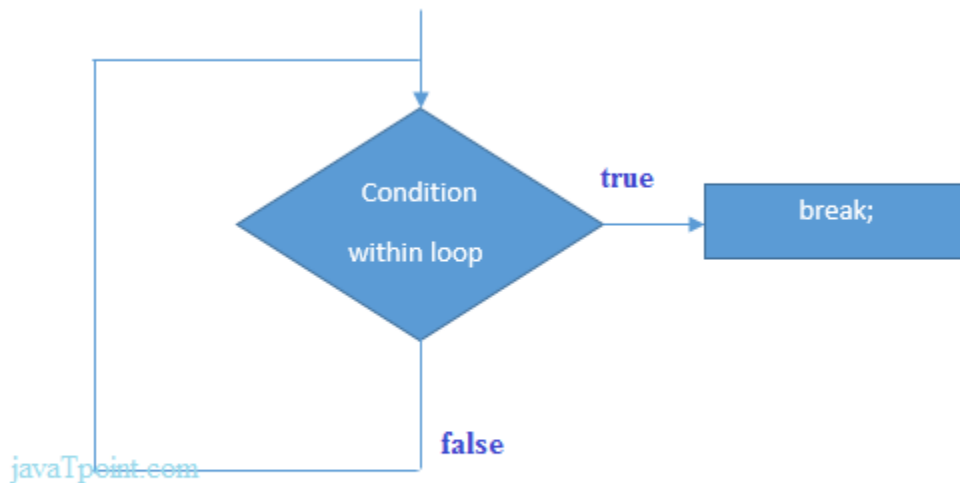 Condition
within loop
true
break;
false
javaTpoint.com